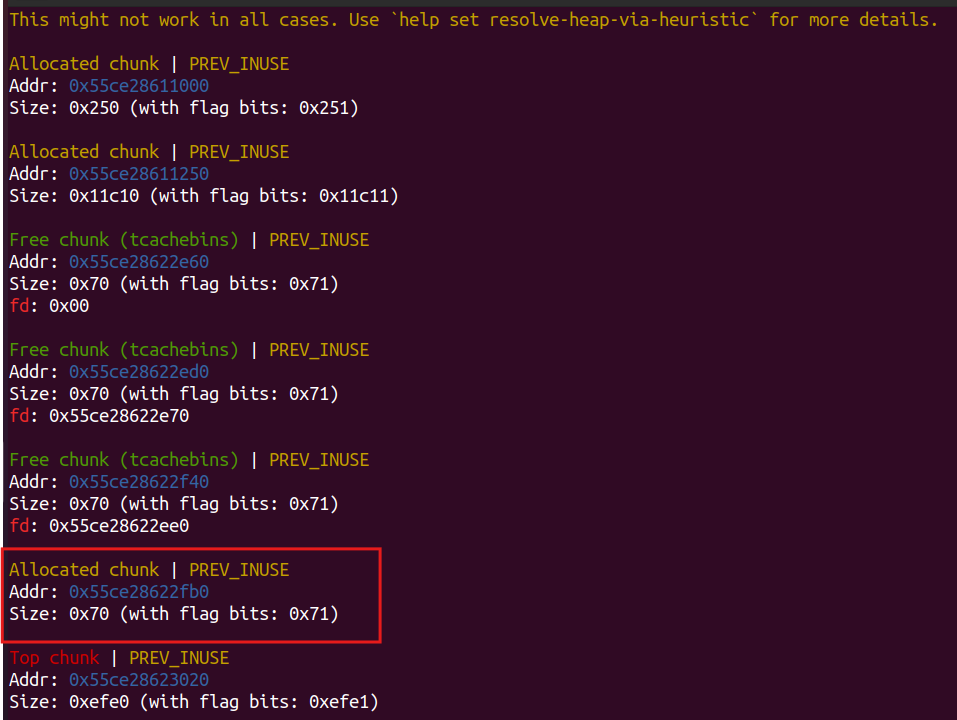 This might not work in all cases. Use `help set resolve-heap-via-heuristic` for more details.
Allocated chunk | PREV_INUSE
Addr: 0x55ce28611000
Size: 0x250 (with flag bits: 0x251)
Allocated chunk | PREV_INUSE
Addr: 0x55ce28611250
Size: 0x11c10 (with flag bits: 0x11c11)
Free chunk (tcachebins) | PREV_INUSE
Addr: 0x55ce28622e60
Size: 0x70 (with flag bits: 0x71)
fd: 0x00
Free chunk (tcachebins) | PREV_INUSE
Addr: 0x55ce28622ed0
Size: 0x70 (with flag bits: 0x71)
fd: 0x55ce28622e70
Free chunk (tcachebins) | PREV_INUSE
Addr: 0x55ce28622f40
Size: 0x70 (with flag bits: 0x71)
fd: 0x55ce28622ee0
Allocated chunk | PREV_INUSE
Addr: 0x55ce28622fb0
Size: 0x70 (with flag bits: 0x71)
Top chunk | PREV_INUSE
Addr: 0x55ce28623020
Size: 0xefe0 (with flag bits: 0xefe1)